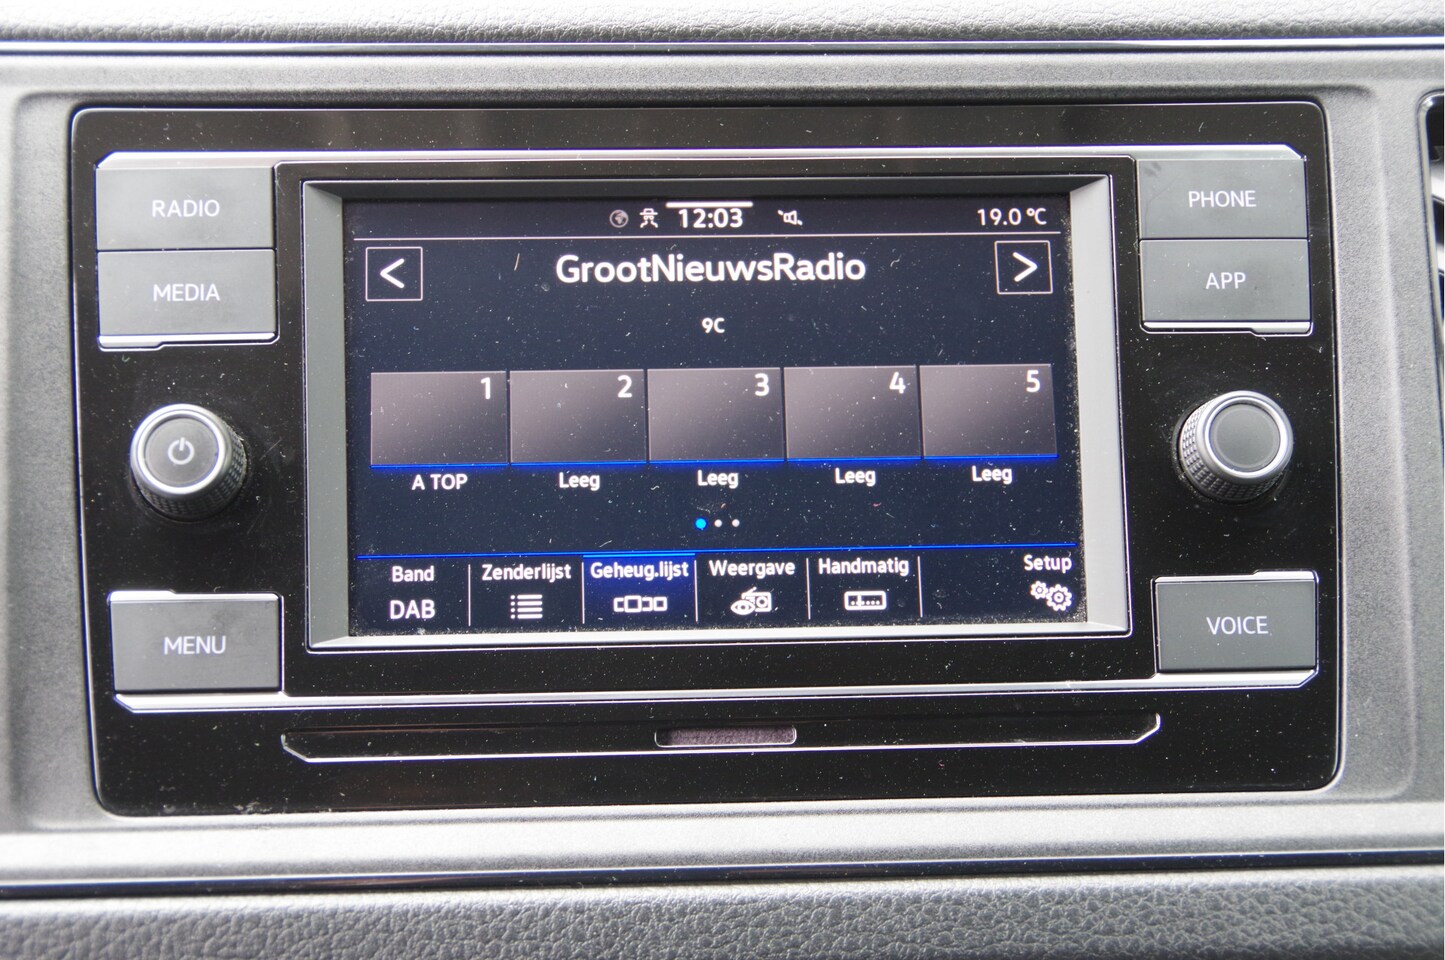 RADIO
MEDIA
MENU
PHONE
APP
VOICE
12:03
19.0 °C
<
GrootNieuwsRadio
>
9C
1
2
3
4
5
A TOP
Leeg
Leeg
Leeg
Leeg
Band
Zenderlijst
Geheug.lijst
Weergave
Handmatig
Setup
DAB